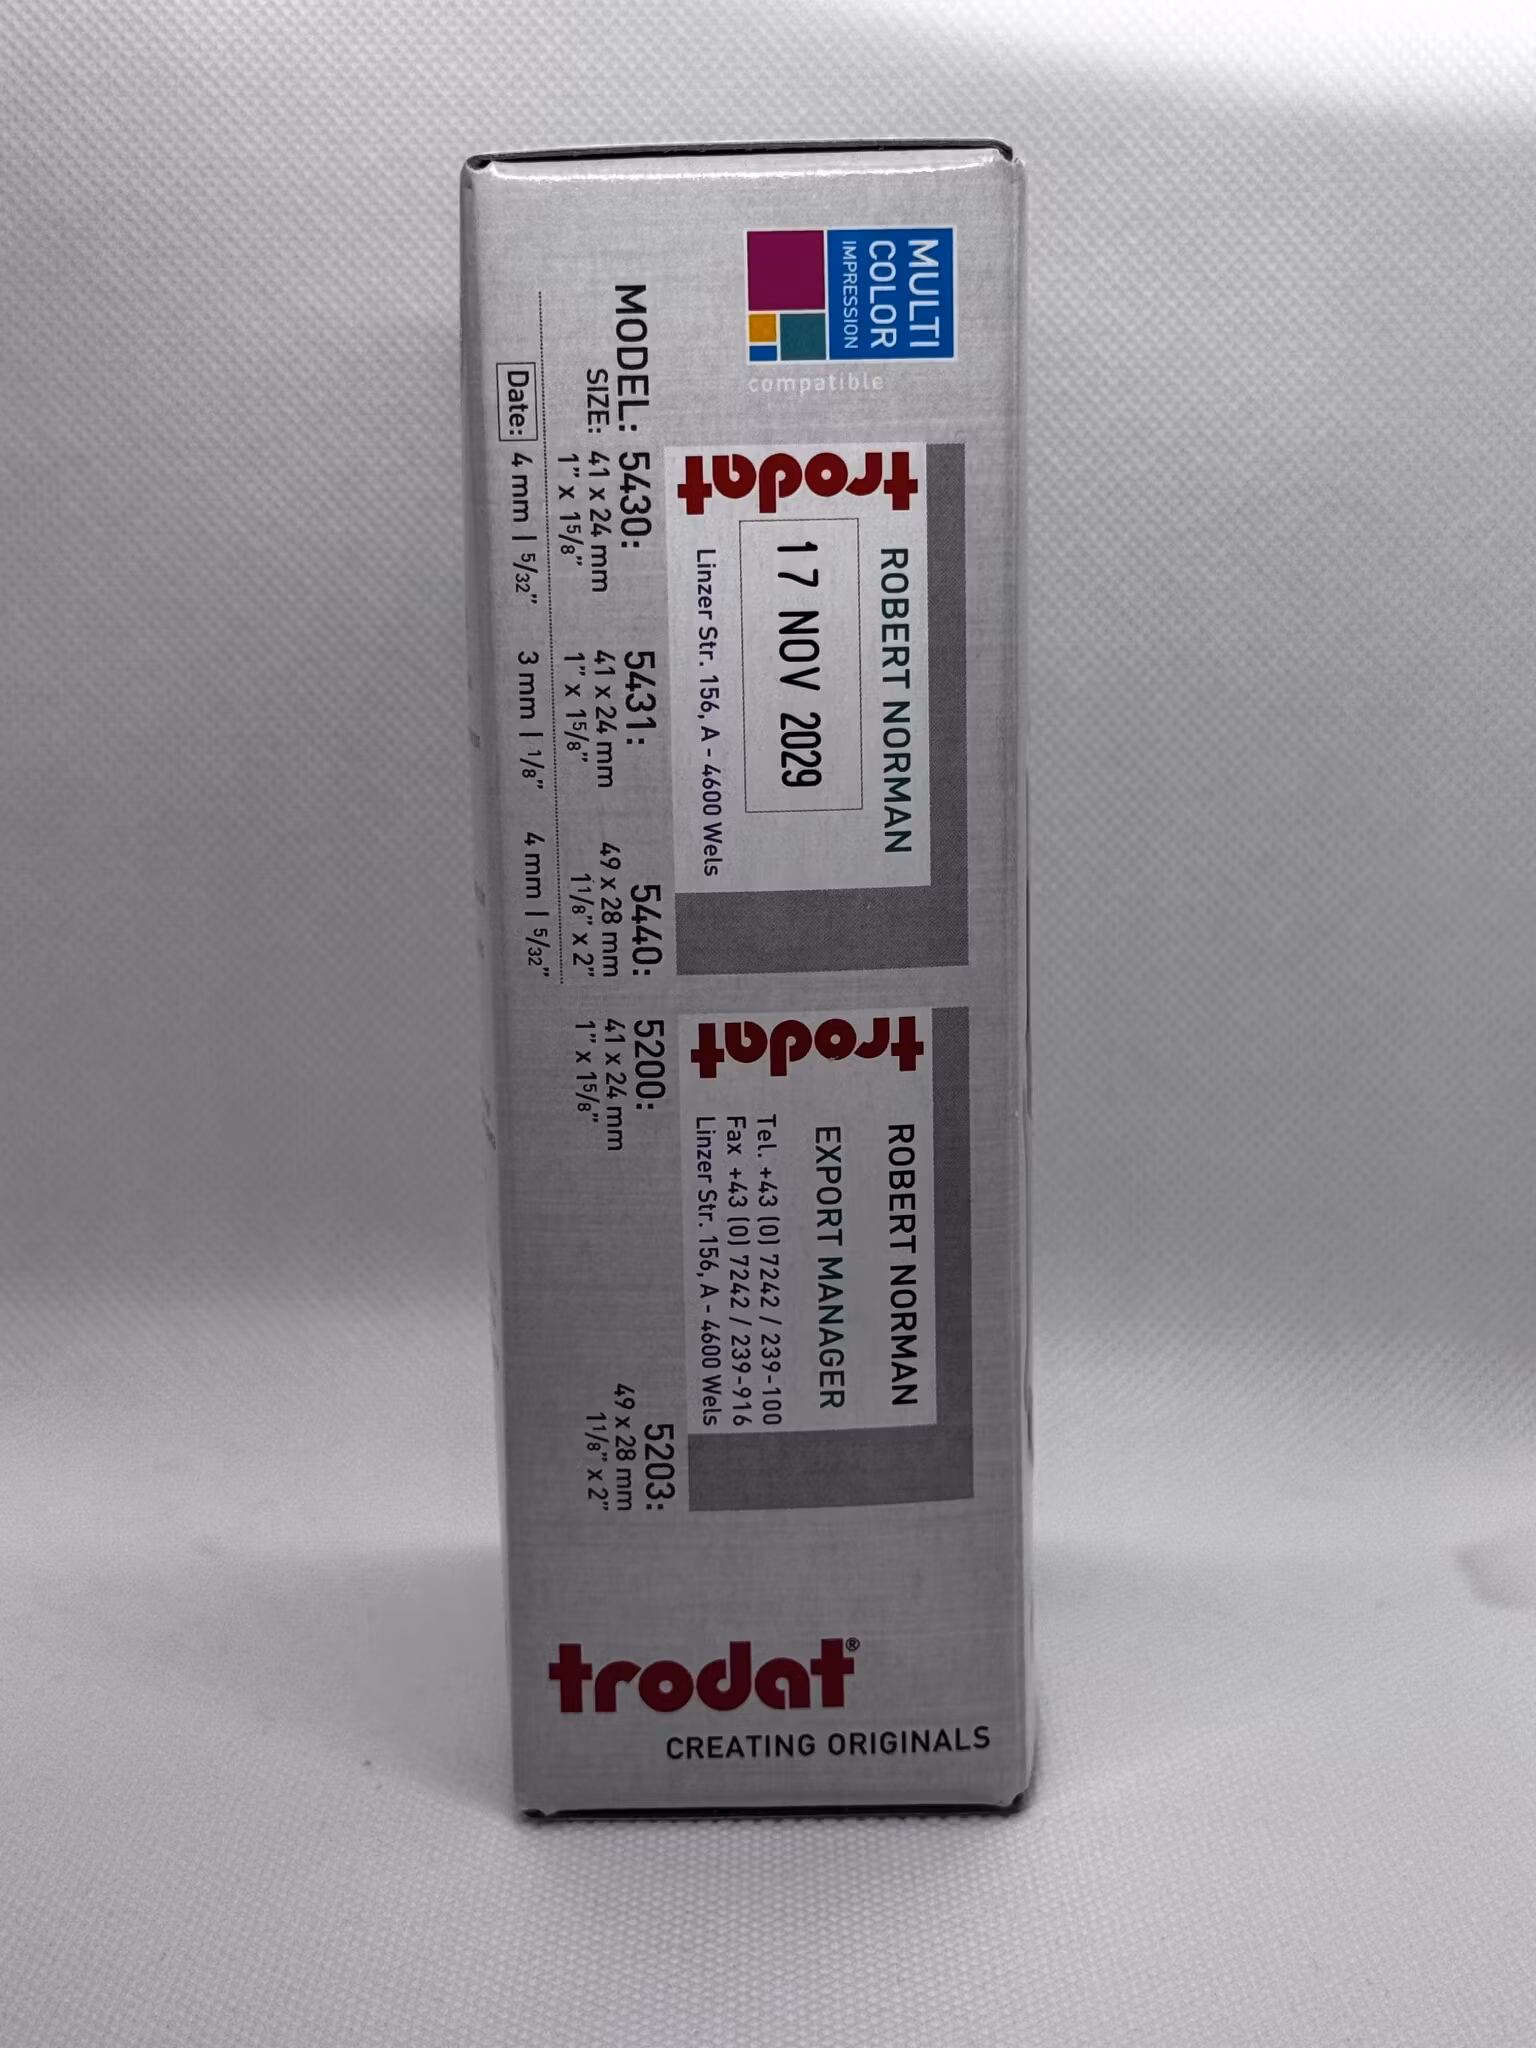 MULTI
COLOR
IMPRESSION
compatible
trodat
ROBERT NORMAN
17 NOV 2029
Linzer Str. 156, A - 4600 Wels
trodat
ROBERT NORMAN
EXPORT MANAGER
Tel. +43 (0) 7242 / 239-100
Fax +43 (0) 7242 / 239-916
Linzer Str. 156, A - 4600 Wels
MODEL: 5430: 5431: 5440: 5200: 5203:
SIZE: 41 x 24 mm 41 x 24 mm 49 x 28 mm 41 x 24 mm 49 x 28 mm
1" x 15/8" 1" x 15/8" 11/8" x 2" 1" x 15/8" 11/8" x 2"
Date: 4 mm | 5/32" 3 mm | 1/8" 4 mm | 5/32"
trodat®
CREATING ORIGINALS